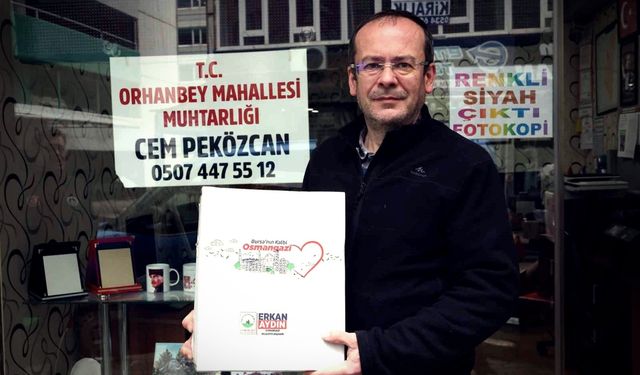 KİRALIK
T.C.
ORHANBEY MAHALLESİ
MUHTARLIĞI
CEM PEKÖZCAN
0507 447 55 12
RENKLİ
SİYAH
ÇIKTI
FOTOKOPİ
Bursa'nın Kalbi
Osmangazi
ERKAN
AYDIN